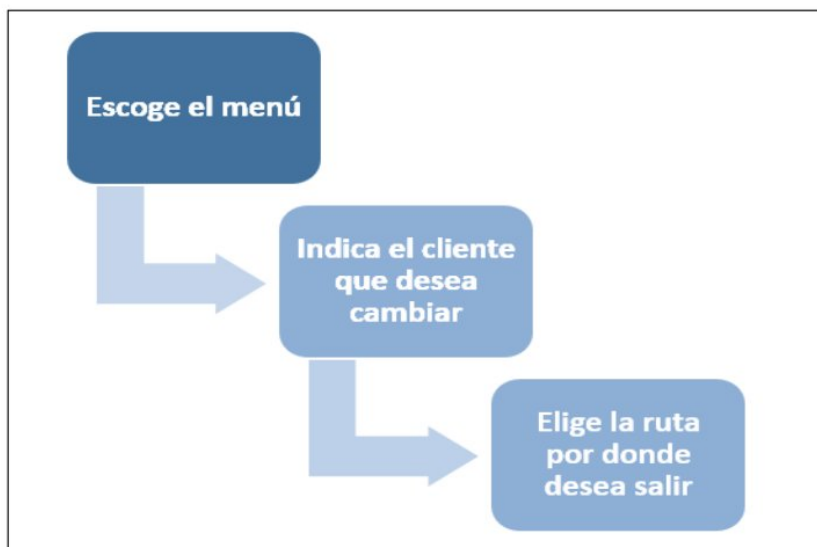 Escoge el menú
Indica el cliente
que desea
cambiar
Elige la ruta
por donde
desea salir